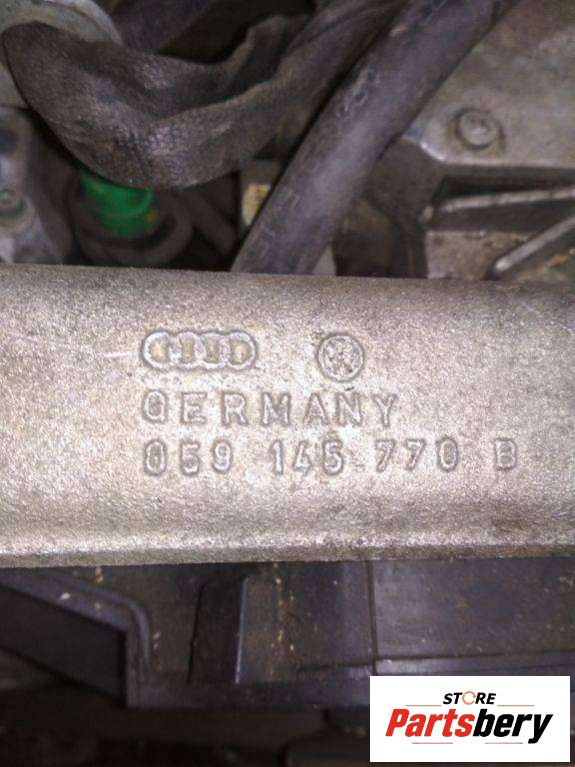 GERMANY
059 145 770 B
STORE
Partsbery